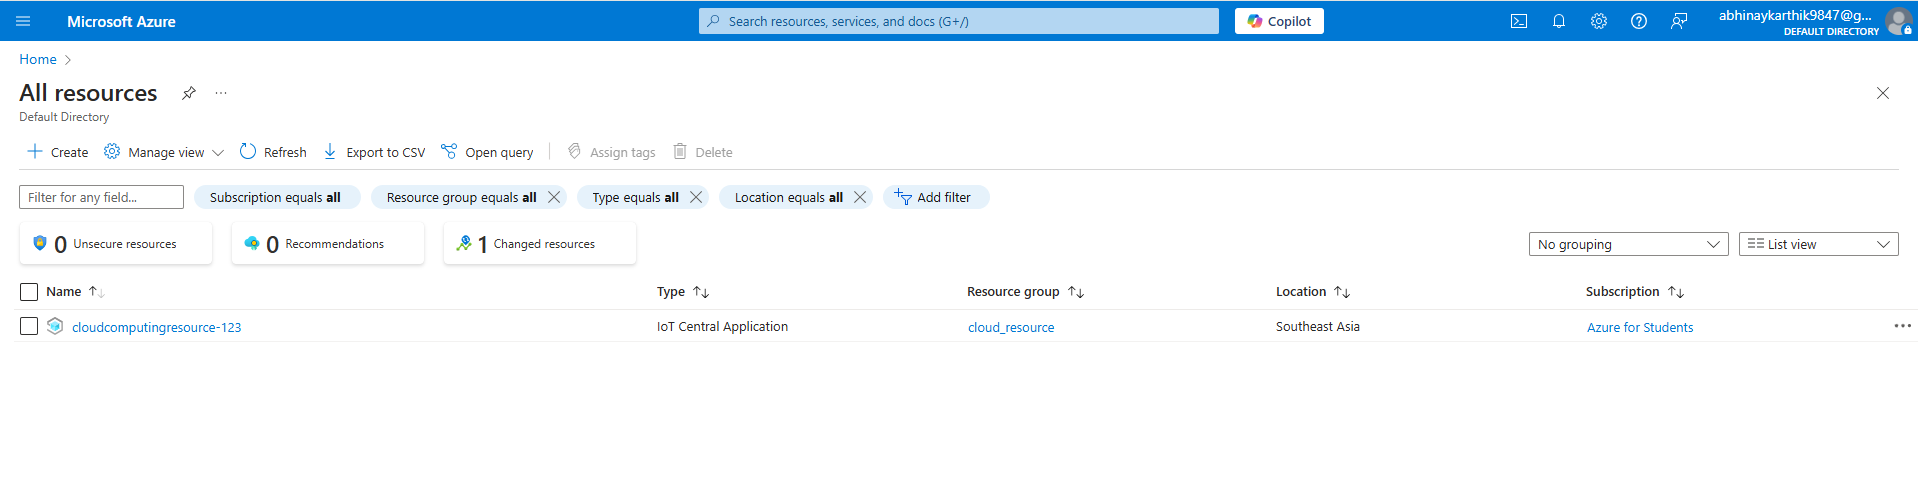 Microsoft Azure
Search resources, services, and docs (G+/)
Copilot
abhinaykarthik9847@g...
DEFAULT DIRECTORY
Home
All resources
Default Directory
Create Manage view Refresh Export to CSV Open query Assign tags Delete
Filter for any field... Subscription equals all Resource group equals all Type equals all Location equals all Add filter
0 Unsecure resources 0 Recommendations 1 Changed resources No grouping List view
Name Type Resource group Location Subscription
cloudcomputingresource-123 IoT Central Application cloud_resource Southeast Asia Azure for Students